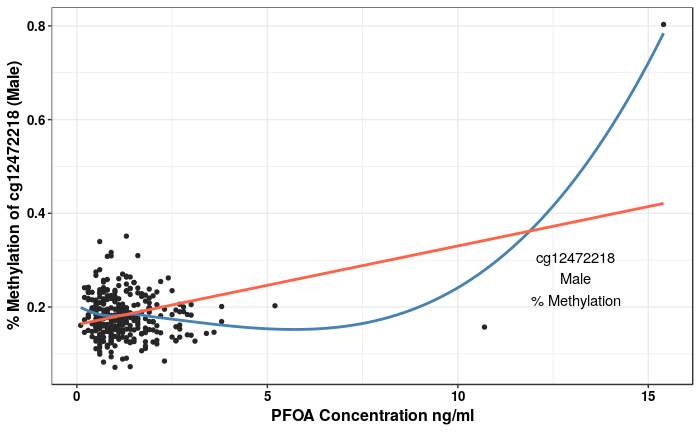 0.8
0.6
0.4
0.2
% Methylation of cg12472218 (Male)
cg12472218
Male
% Methylation
0
5
10
15
PFOA Concentration ng/ml